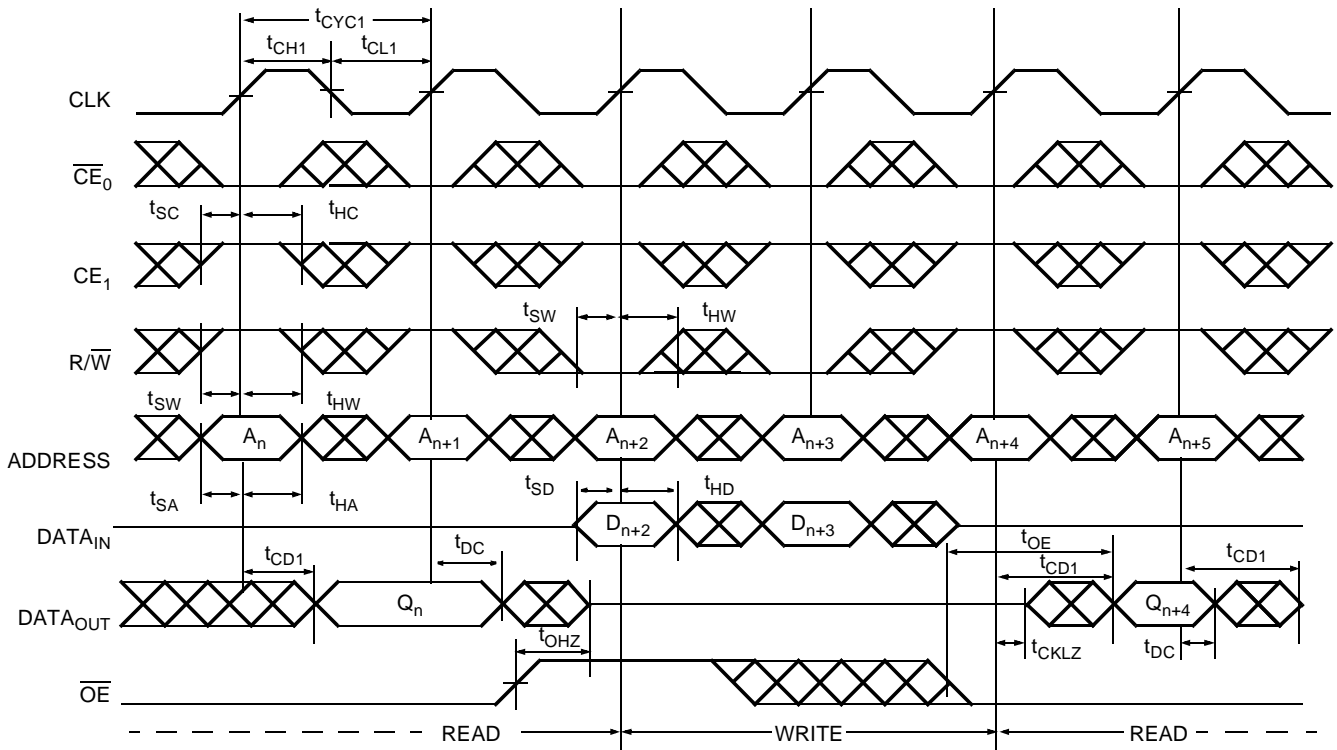 tCYC1
tCH1 tCL1
CLK
CE0
tSC tHC
CE1
tSW tHW
R/W
tSW tHW
An An+1 An+2 An+3 An+4 An+5
ADDRESS
tSA tHA tSD tHD
Dn+2 Dn+3
DATAIN
tCD1 tDC tOE tCD1 tCD1
Qn Qn+4
DATAOUT
tOHZ tCKLZ tDC
OE
READ WRITE READ